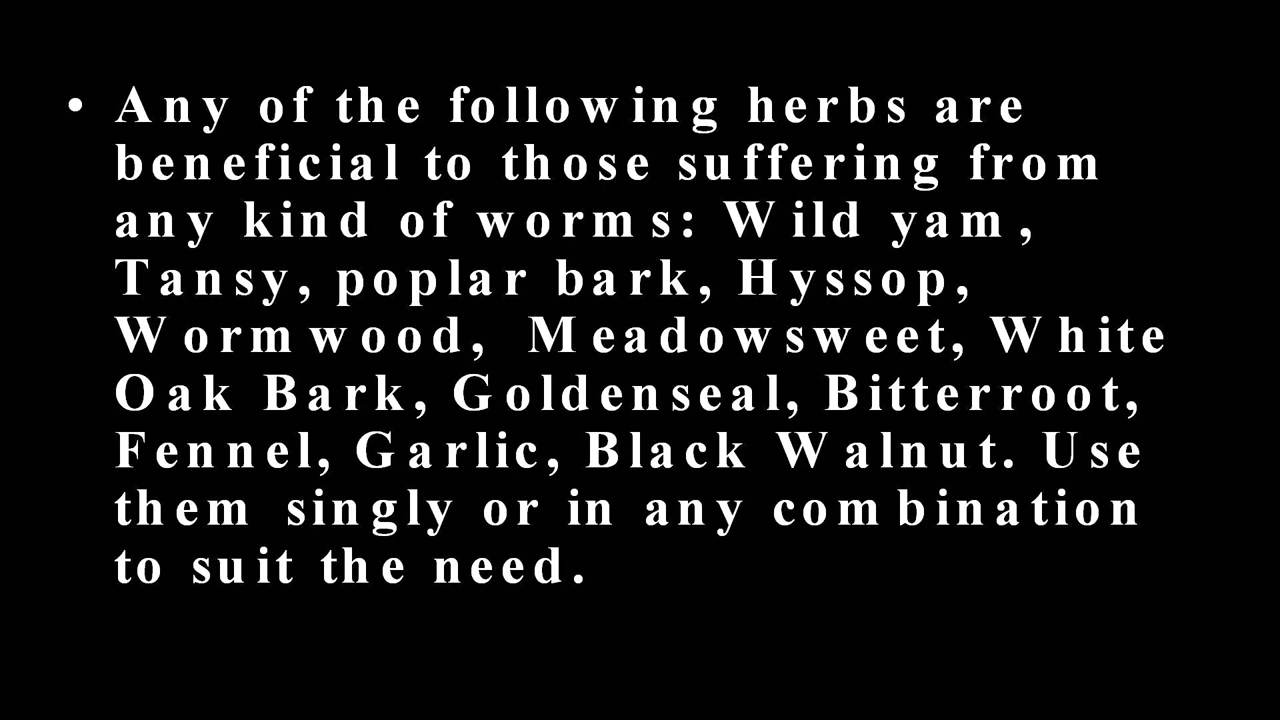 • Any of the following herbs are
beneficial to those suffering from
any kind of worms: Wild yam,
Tansy, poplar bark, Hyssop,
Wormwood, Meadowsweet, White
Oak Bark, Goldenseal, Bitterroot,
Fennel, Garlic, Black Walnut. Use
them singly or in any combination
to suit the need.